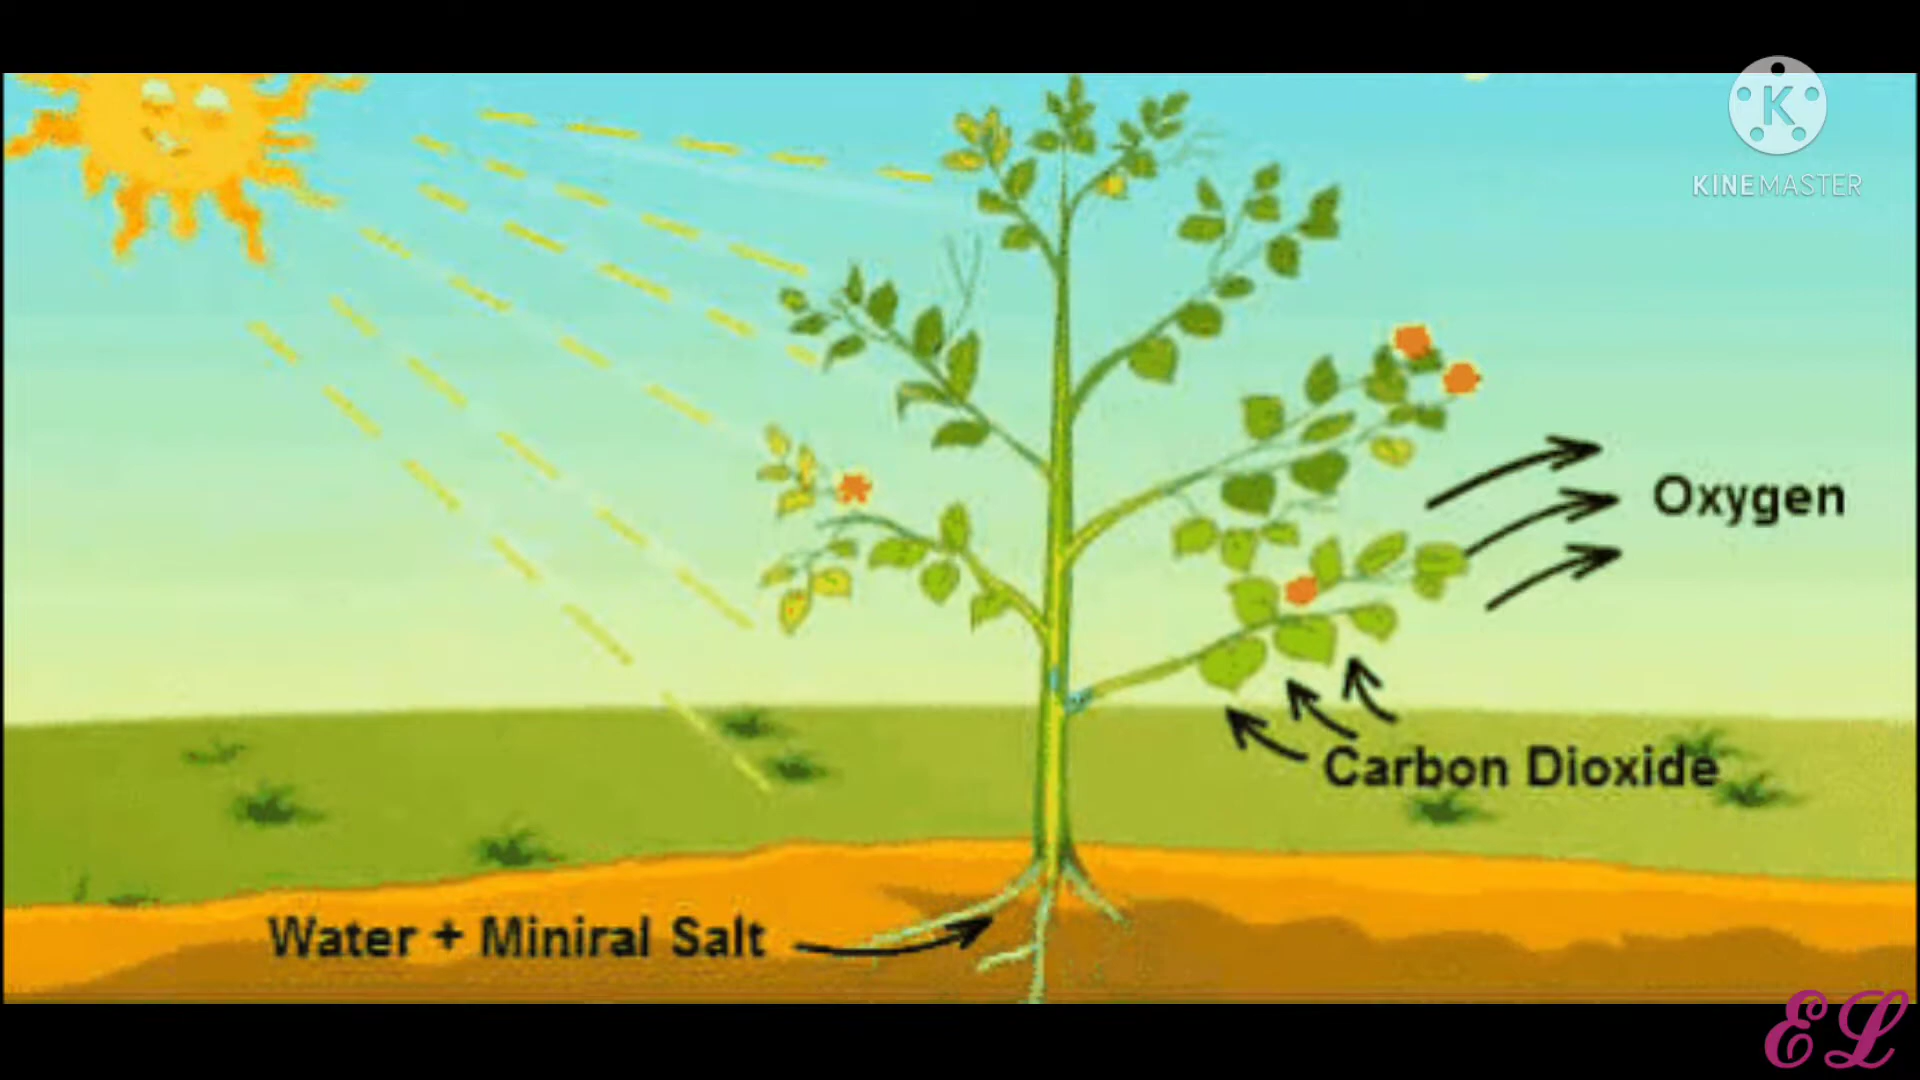 K
KINEMASTER
Oxygen
Carbon Dioxide
Water + Miniral Salt
EL